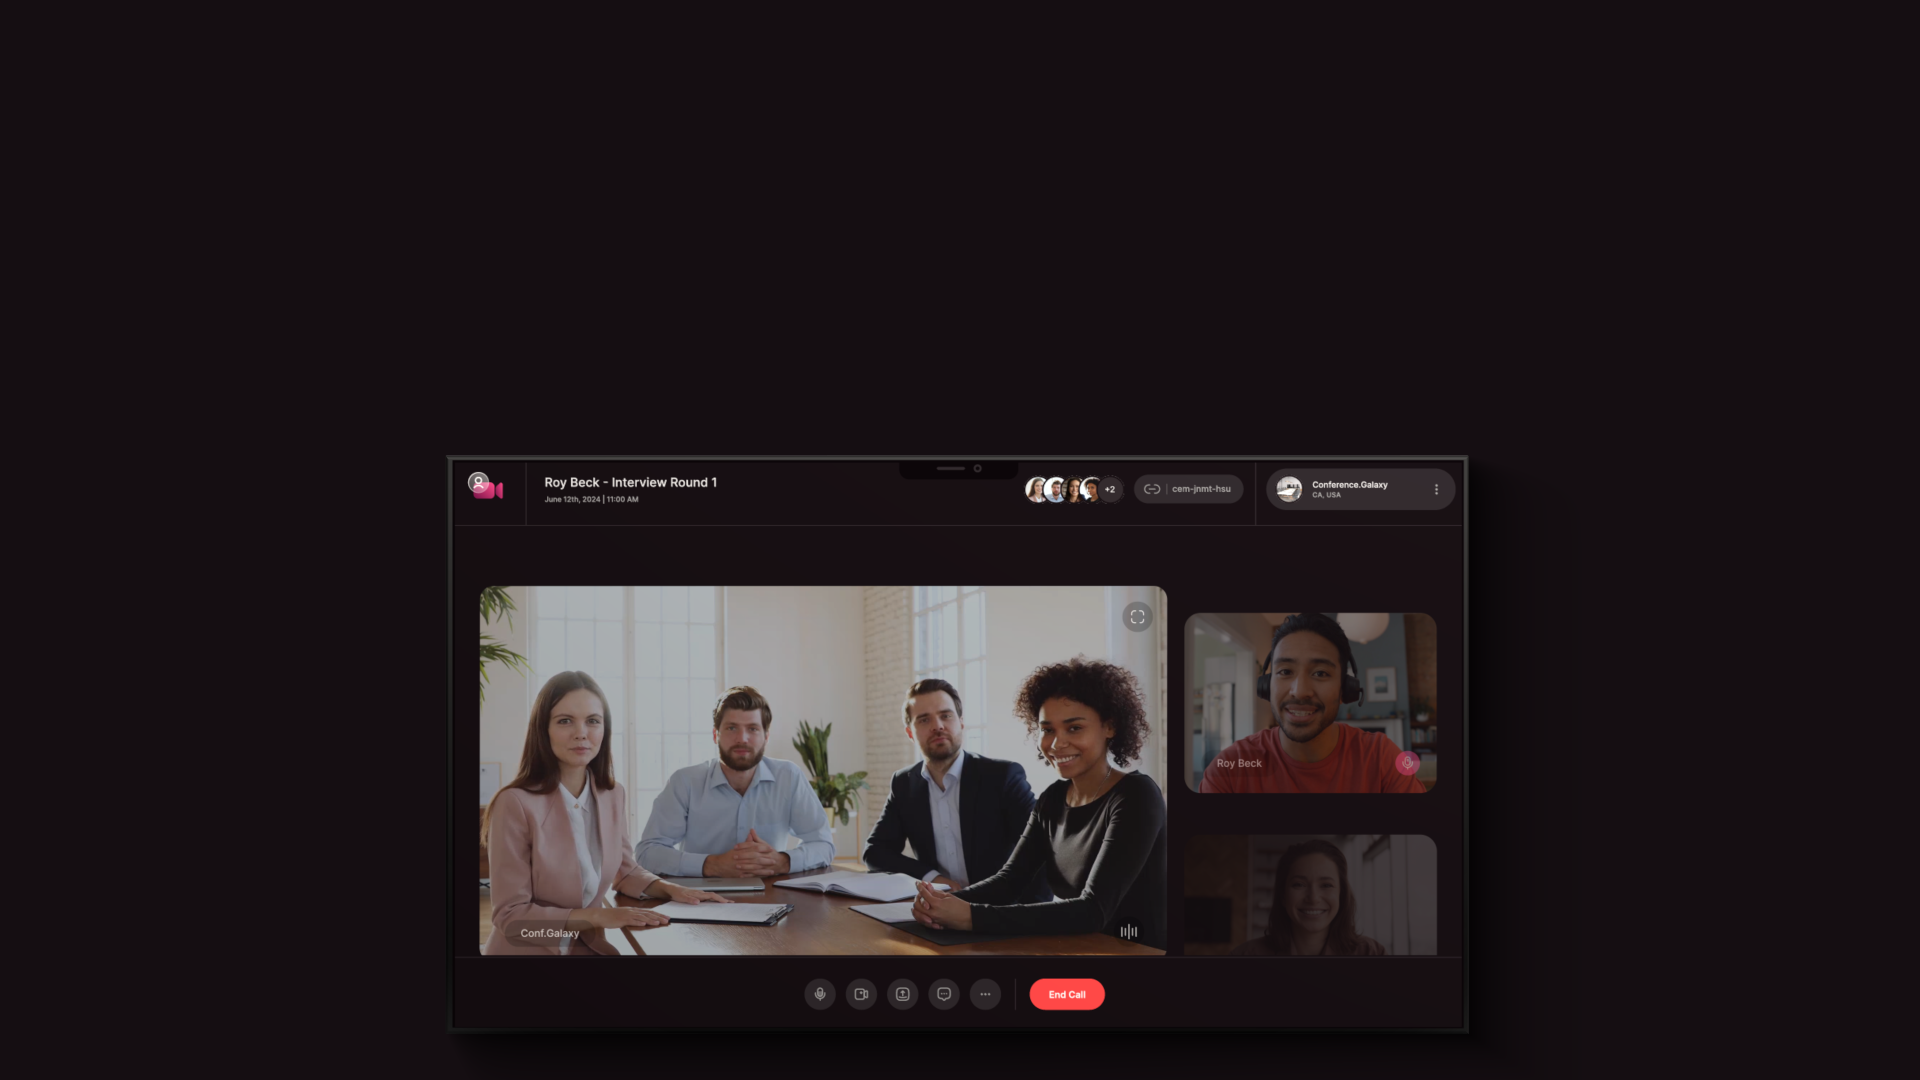 Roy Beck - Interview Round 1
June 12th, 2024 | 11:00 AM
+2
cem-jnmt-hsu
Conference.Galaxy
CA, USA
Roy Beck
Conf.Galaxy
End Call